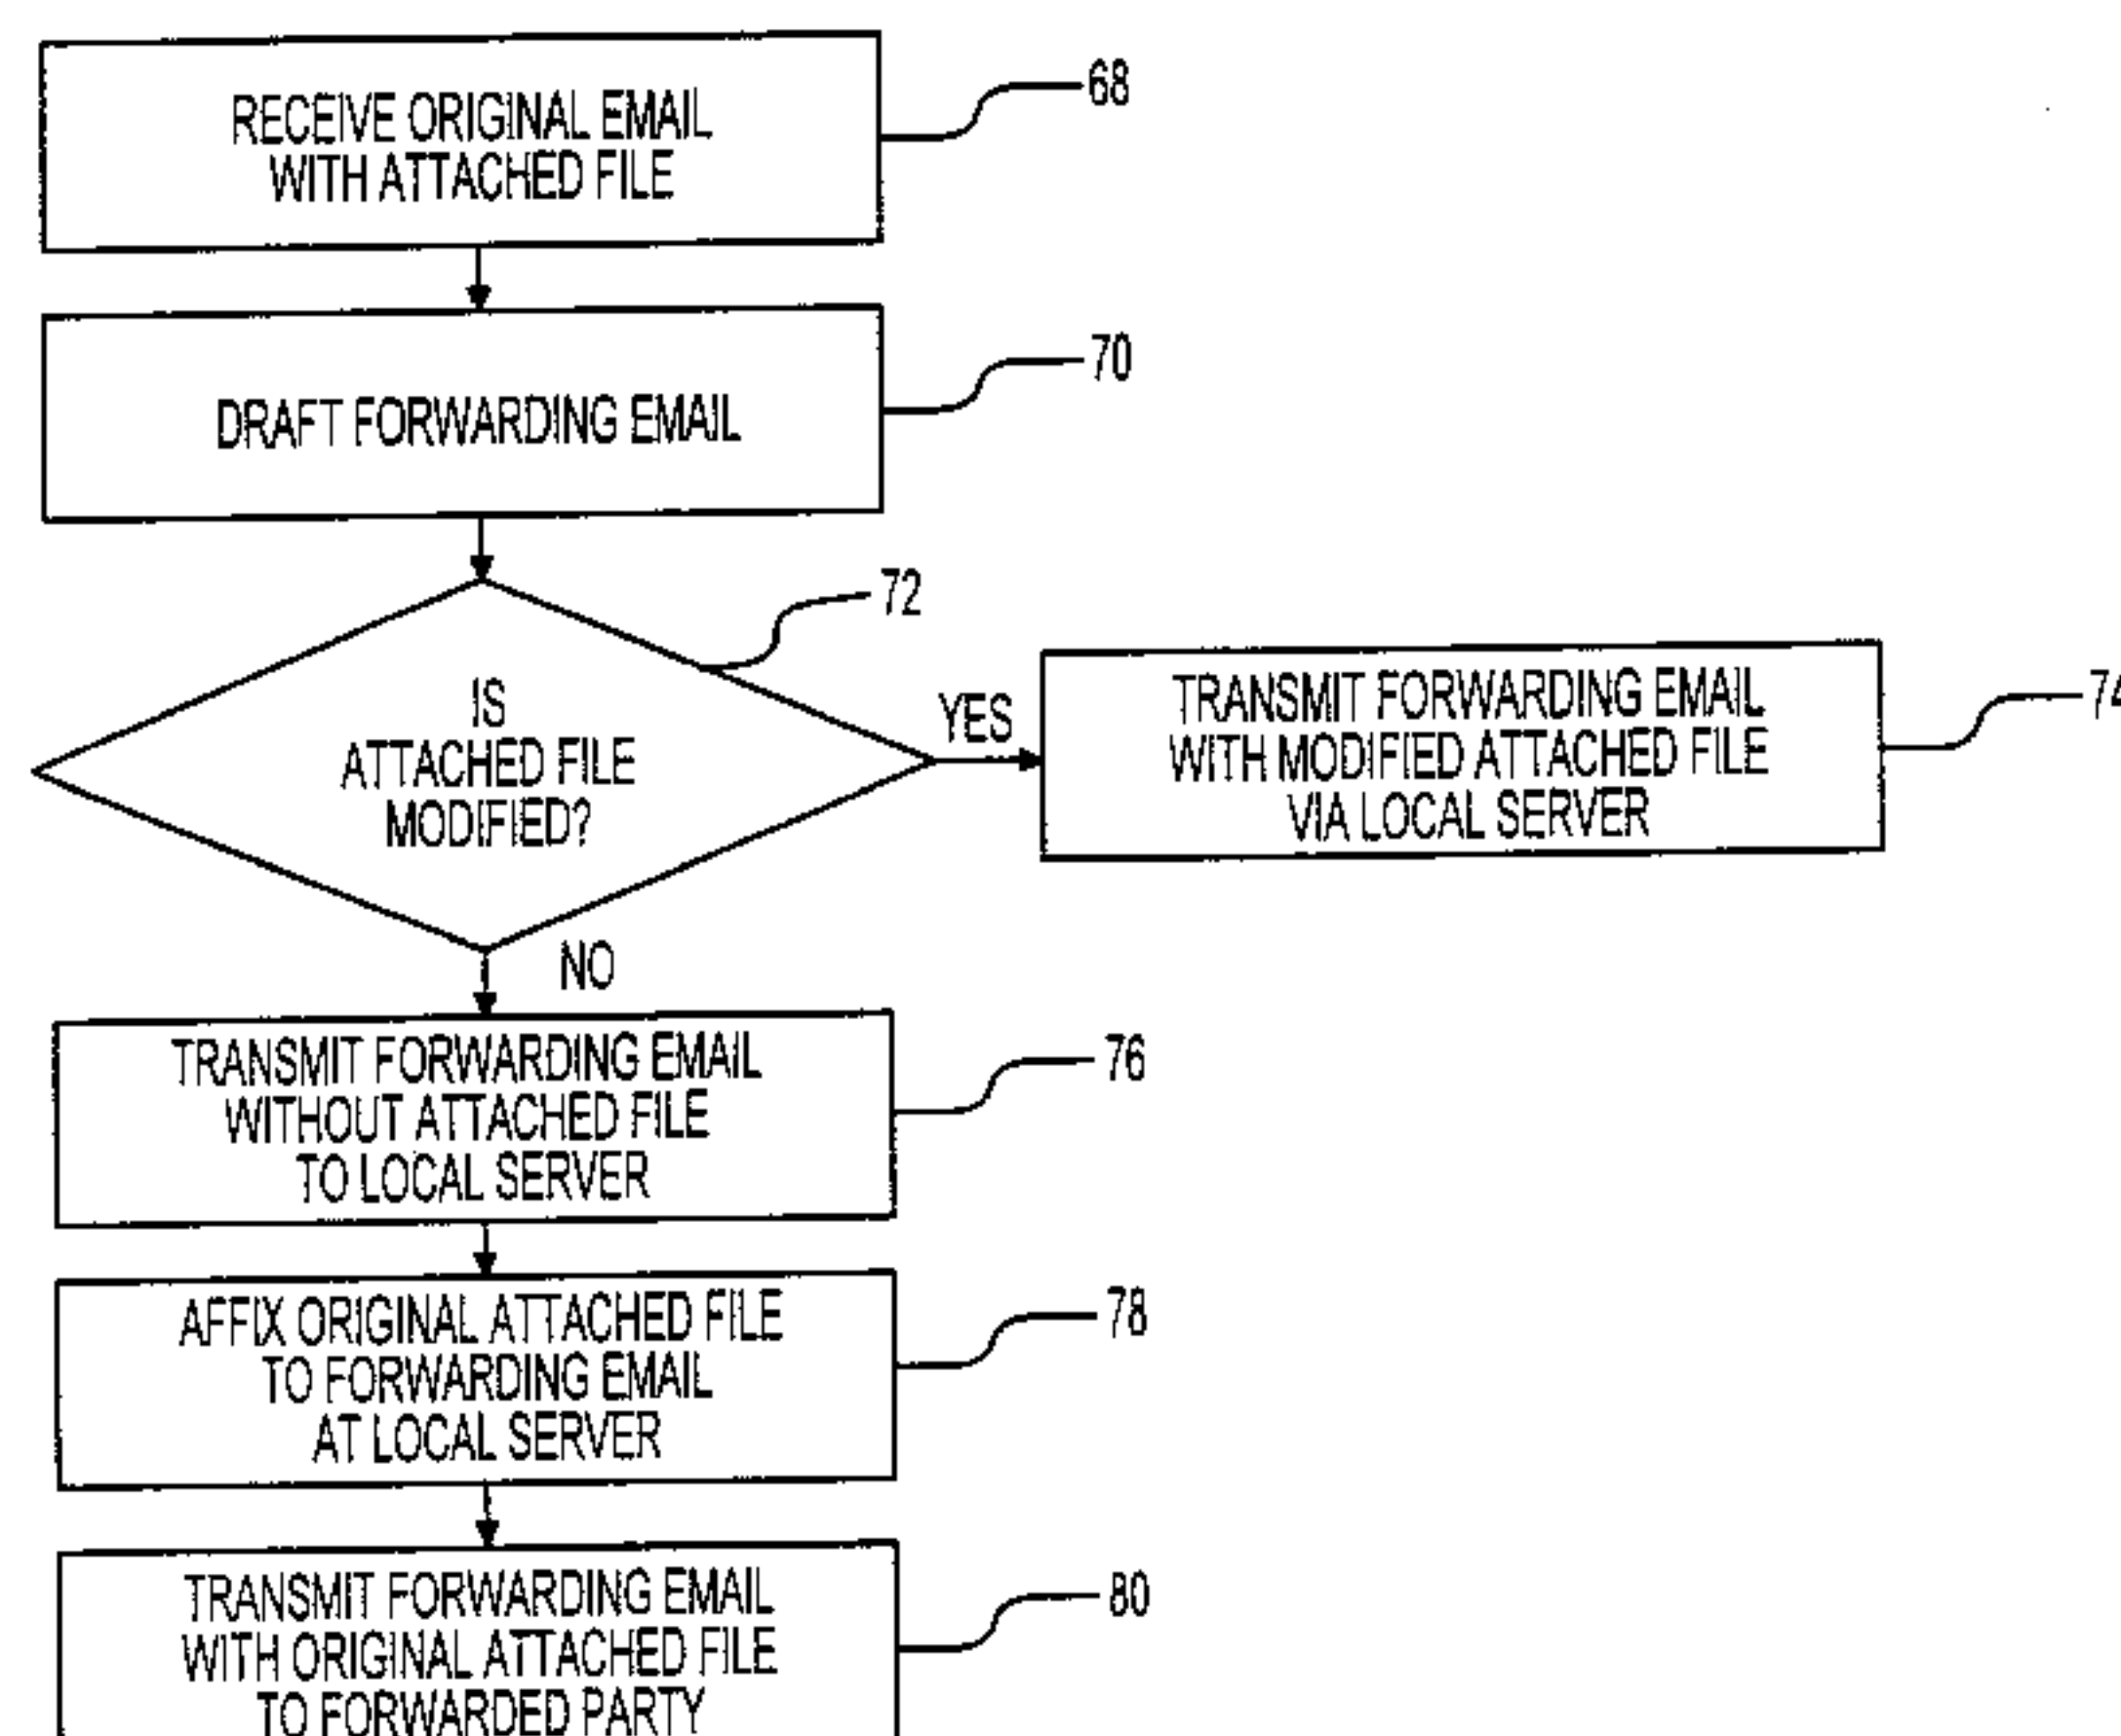 RECEIVE ORIGINAL EMAIL
WITH ATTACHED FILE
68
DRAFT FORWARDING EMAIL
70
72
IS
ATTACHED FILE
MODIFIED?
YES
TRANSMIT FORWARDING EMAIL
WITH MODIFIED ATTACHED FILE
VIA LOCAL SERVER
74
NO
TRANSMIT FORWARDING EMAIL
WITHOUT ATTACHED FILE
TO LOCAL SERVER
76
AFFIX ORIGINAL ATTACHED FILE
TO FORWARDING EMAIL
AT LOCAL SERVER
78
TRANSMIT FORWARDING EMAIL
WITH ORIGINAL ATTACHED FILE
TO FORWARDED PARTY
80